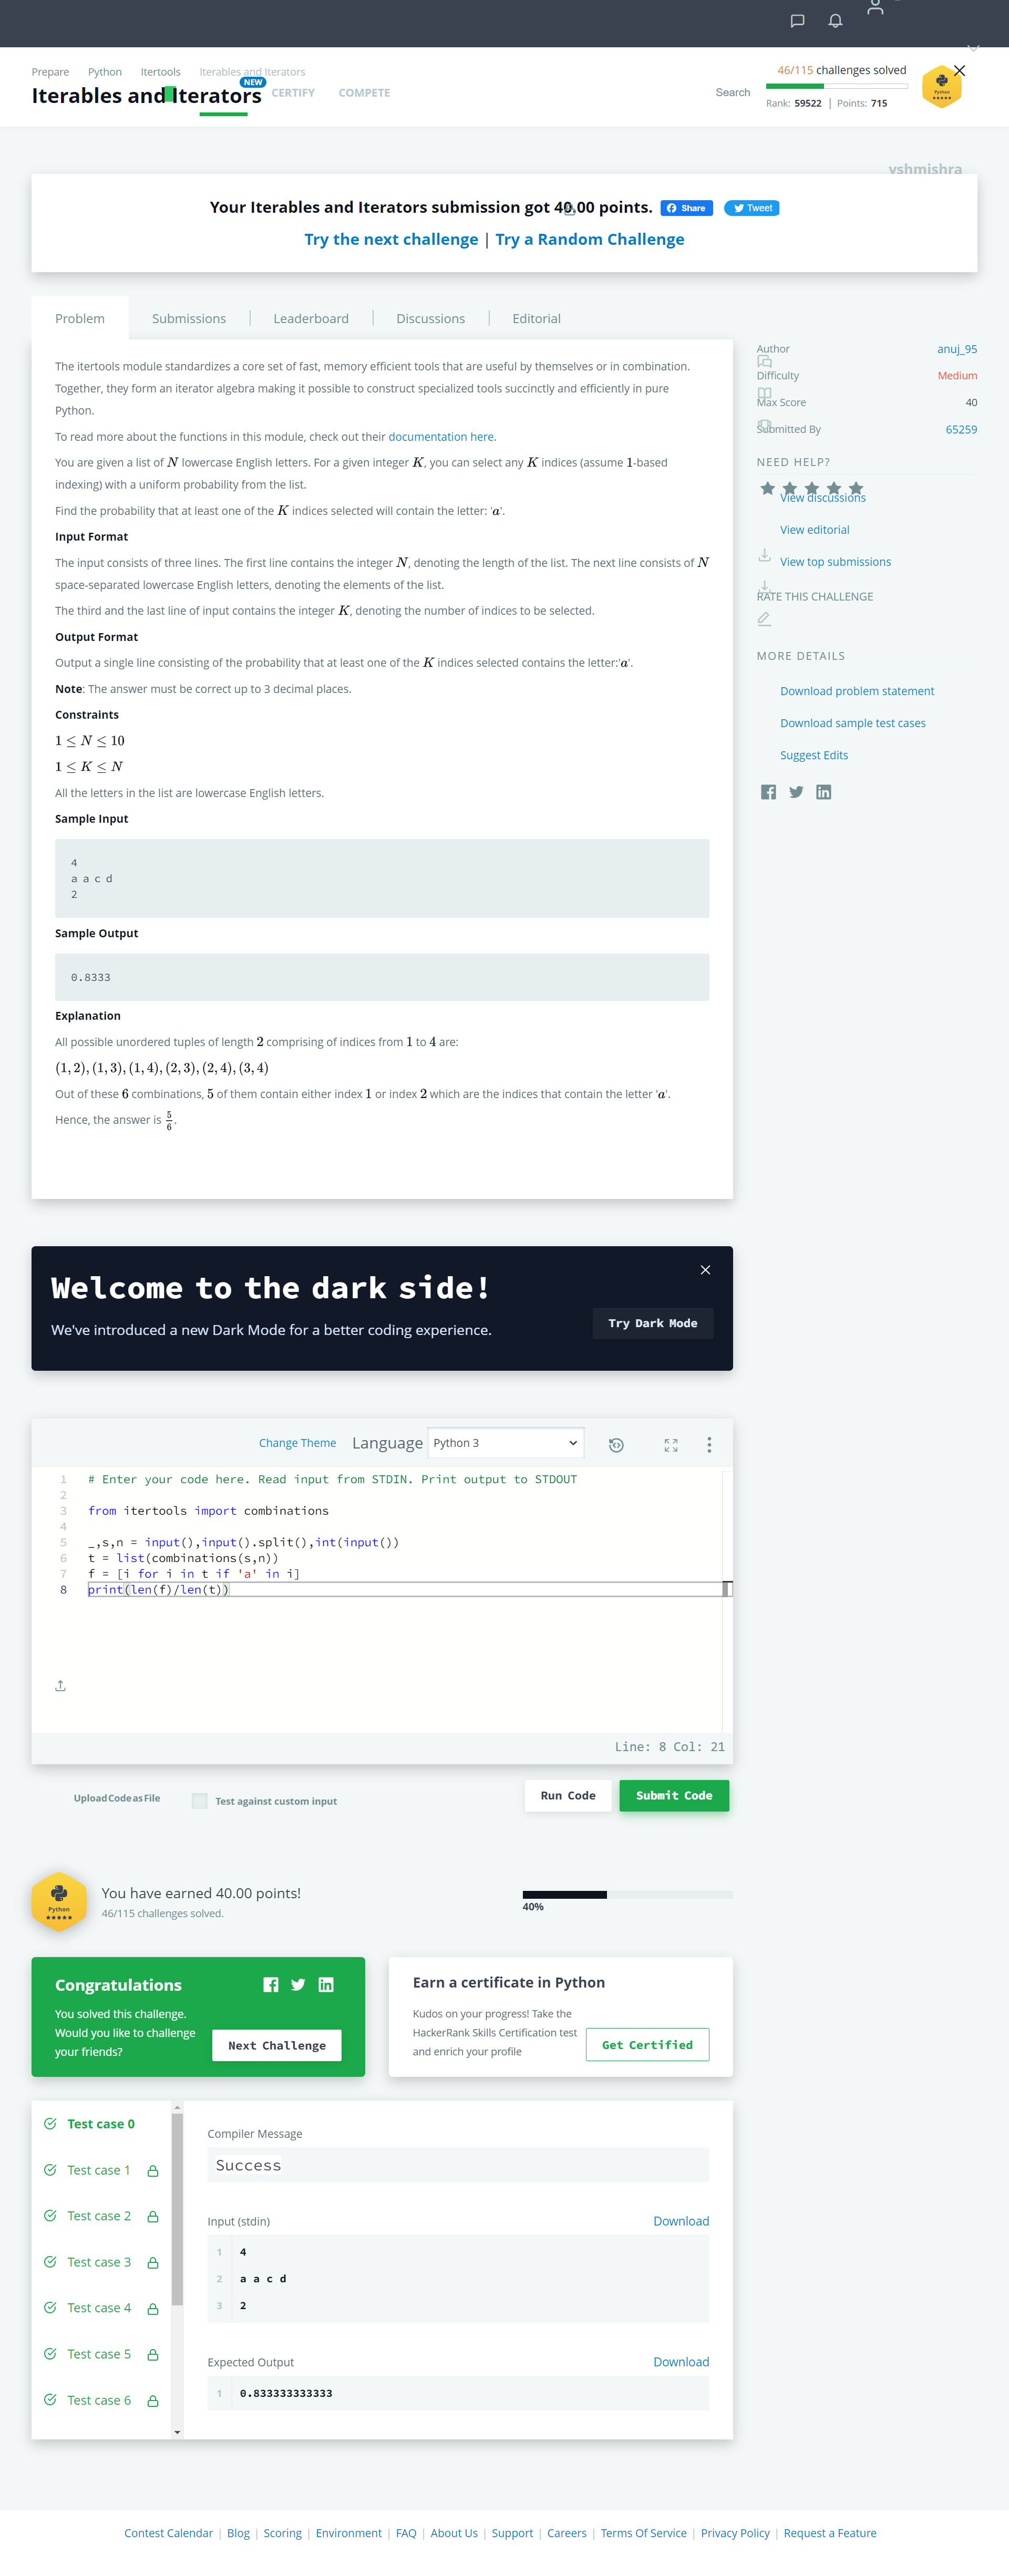 Prepare Python Itertools Iterables and Iterators
Iterables and Iterators NEW CERTIFY COMPETE
Search
46/115 challenges solved
Rank: 59522 | Points: 715
Python
yshmishra
Your Iterables and Iterators submission got 40.00 points. Share Tweet
Try the next challenge | Try a Random Challenge
Problem Submissions Leaderboard Discussions Editorial
The itertools module standardizes a core set of fast, memory efficient tools that are useful by themselves or in combination.
Together, they form an iterator algebra making it possible to construct specialized tools succinctly and efficiently in pure
Python.
To read more about the functions in this module, check out their documentation here.
You are given a list of N lowercase English letters. For a given integer K, you can select any K indices (assume 1-based
indexing) with a uniform probability from the list.
Find the probability that at least one of the K indices selected will contain the letter: 'a'.
Input Format
The input consists of three lines. The first line contains the integer N, denoting the length of the list. The next line consists of N
space-separated lowercase English letters, denoting the elements of the list.
The third and the last line of input contains the integer K, denoting the number of indices to be selected.
Output Format
Output a single line consisting of the probability that at least one of the K indices selected contains the letter:'a'.
Note: The answer must be correct up to 3 decimal places.
Constraints
1 ≤ N ≤ 10
1 ≤ K ≤ N
All the letters in the list are lowercase English letters.
Sample Input
4
a a c d
2
Sample Output
0.8333
Explanation
All possible unordered tuples of length 2 comprising of indices from 1 to 4 are:
(1, 2), (1, 3), (1, 4), (2, 3), (2, 4), (3, 4)
Out of these 6 combinations, 5 of them contain either index 1 or index 2 which are the indices that contain the letter 'a'.
Hence, the answer is 5/6.
Author anuj_95
Difficulty Medium
Max Score 40
Submitted By 65259
NEED HELP?
View discussions
View editorial
View top submissions
RATE THIS CHALLENGE
MORE DETAILS
Download problem statement
Download sample test cases
Suggest Edits
Welcome to the dark side!
We've introduced a new Dark Mode for a better coding experience.
Try Dark Mode
Change Theme Language Python 3
1 # Enter your code here. Read input from STDIN. Print output to STDOUT
2
3 from itertools import combinations
4
5 _,s,n = input(),input().split(),int(input())
6 t = list(combinations(s,n))
7 f = [i for i in t if 'a' in i]
8 print(len(f)/len(t))
Line: 8 Col: 21
Upload Code as File Test against custom input Run Code Submit Code
Python
You have earned 40.00 points!
46/115 challenges solved.
40%
Congratulations
You solved this challenge.
Would you like to challenge
your friends?
Next Challenge
Earn a certificate in Python
Kudos on your progress! Take the
HackerRank Skills Certification test
and enrich your profile
Get Certified
Test case 0
Test case 1
Test case 2
Test case 3
Test case 4
Test case 5
Test case 6
Compiler Message
Success
Input (stdin) Download
1 4
2 a a c d
3 2
Expected Output Download
1 0.833333333333
Contest Calendar | Blog | Scoring | Environment | FAQ | About Us | Support | Careers | Terms Of Service | Privacy Policy | Request a Feature